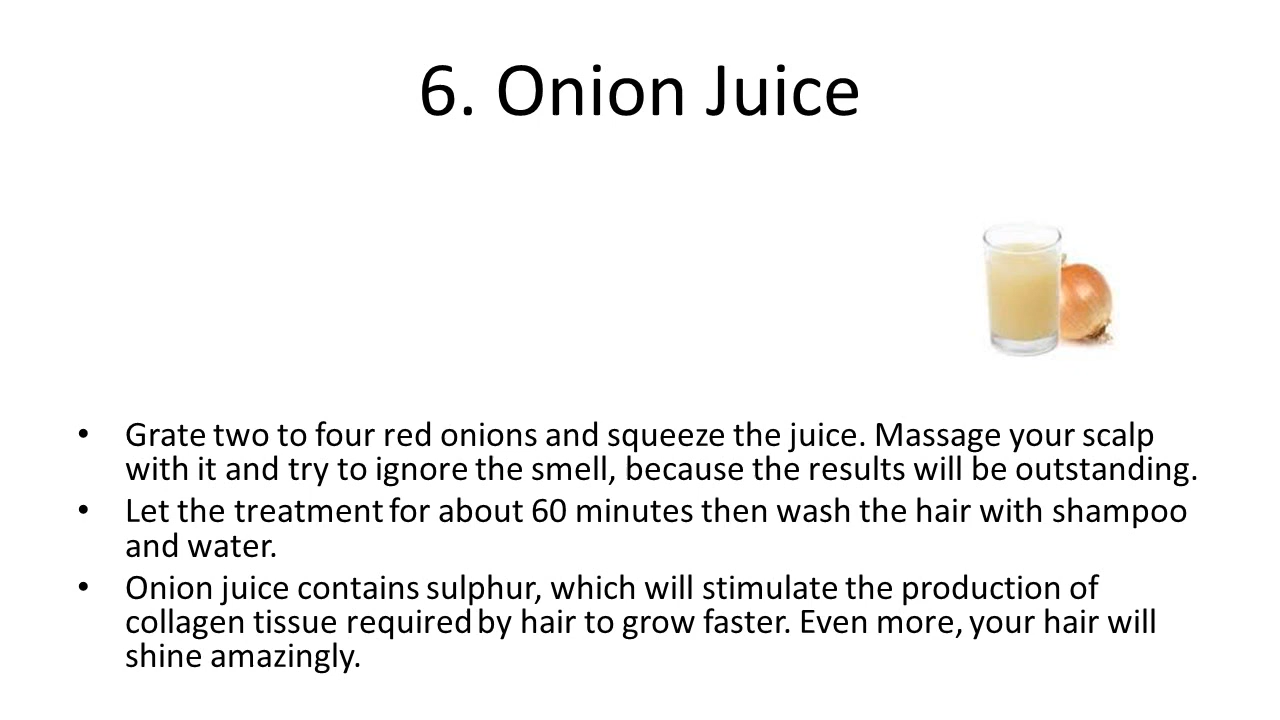 6. Onion Juice
• Grate two to four red onions and squeeze the juice. Massage your scalp
with it and try to ignore the smell, because the results will be outstanding.
• Let the treatment for about 60 minutes then wash the hair with shampoo
and water.
• Onion juice contains sulphur, which will stimulate the production of
collagen tissue required by hair to grow faster. Even more, your hair will
shine amazingly.